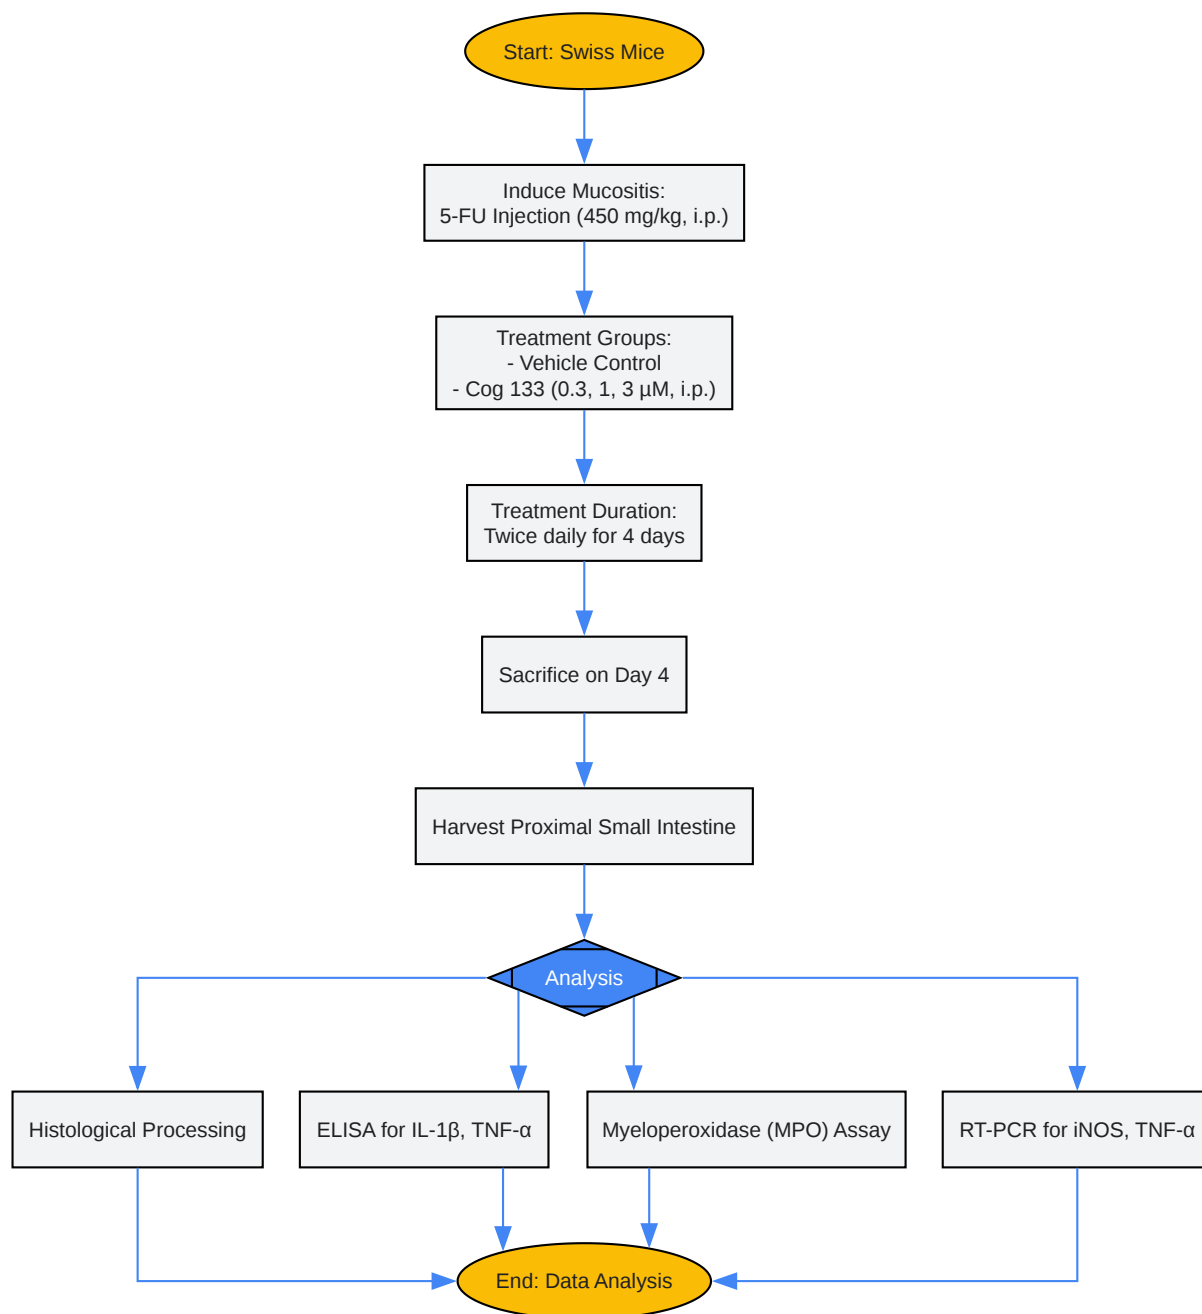 Start: Swiss Mice
Induce Mucositis:
5-FU Injection (450 mg/kg, i.p.)
Treatment Groups:
- Vehicle Control
- Cog 133 (0.3, 1, 3 µM, i.p.)
Treatment Duration:
Twice daily for 4 days
Sacrifice on Day 4
Harvest Proximal Small Intestine
Analysis
Histological Processing
ELISA for IL-1β, TNF-α
Myeloperoxidase (MPO) Assay
RT-PCR for iNOS, TNF-α
End: Data Analysis